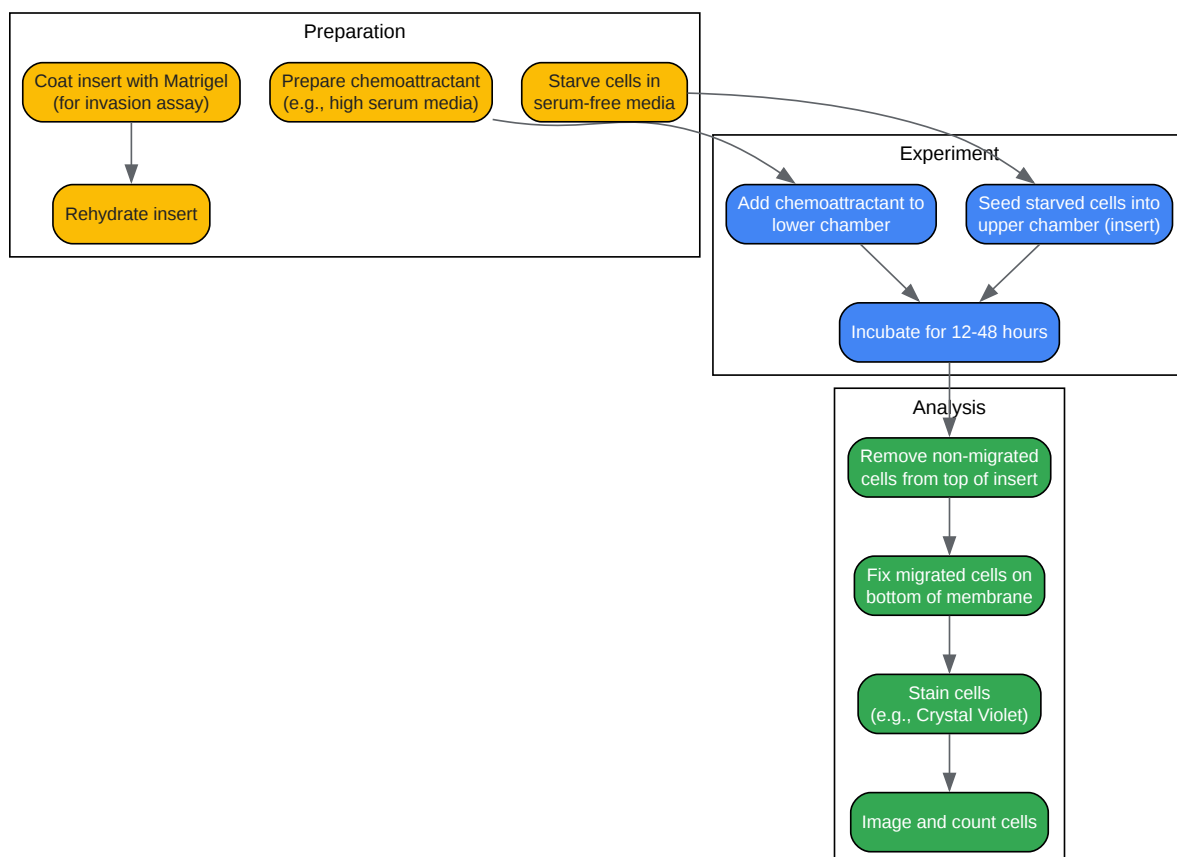 Preparation
Coat insert with Matrigel
(for invasion assay)
Prepare chemoattractant
(e.g., high serum media)
Starve cells in
serum-free media
Rehydrate insert
Experiment
Add chemoattractant to
lower chamber
Seed starved cells into
upper chamber (insert)
Incubate for 12-48 hours
Analysis
Remove non-migrated
cells from top of insert
Fix migrated cells on
bottom of membrane
Stain cells
(e.g., Crystal Violet)
Image and count cells